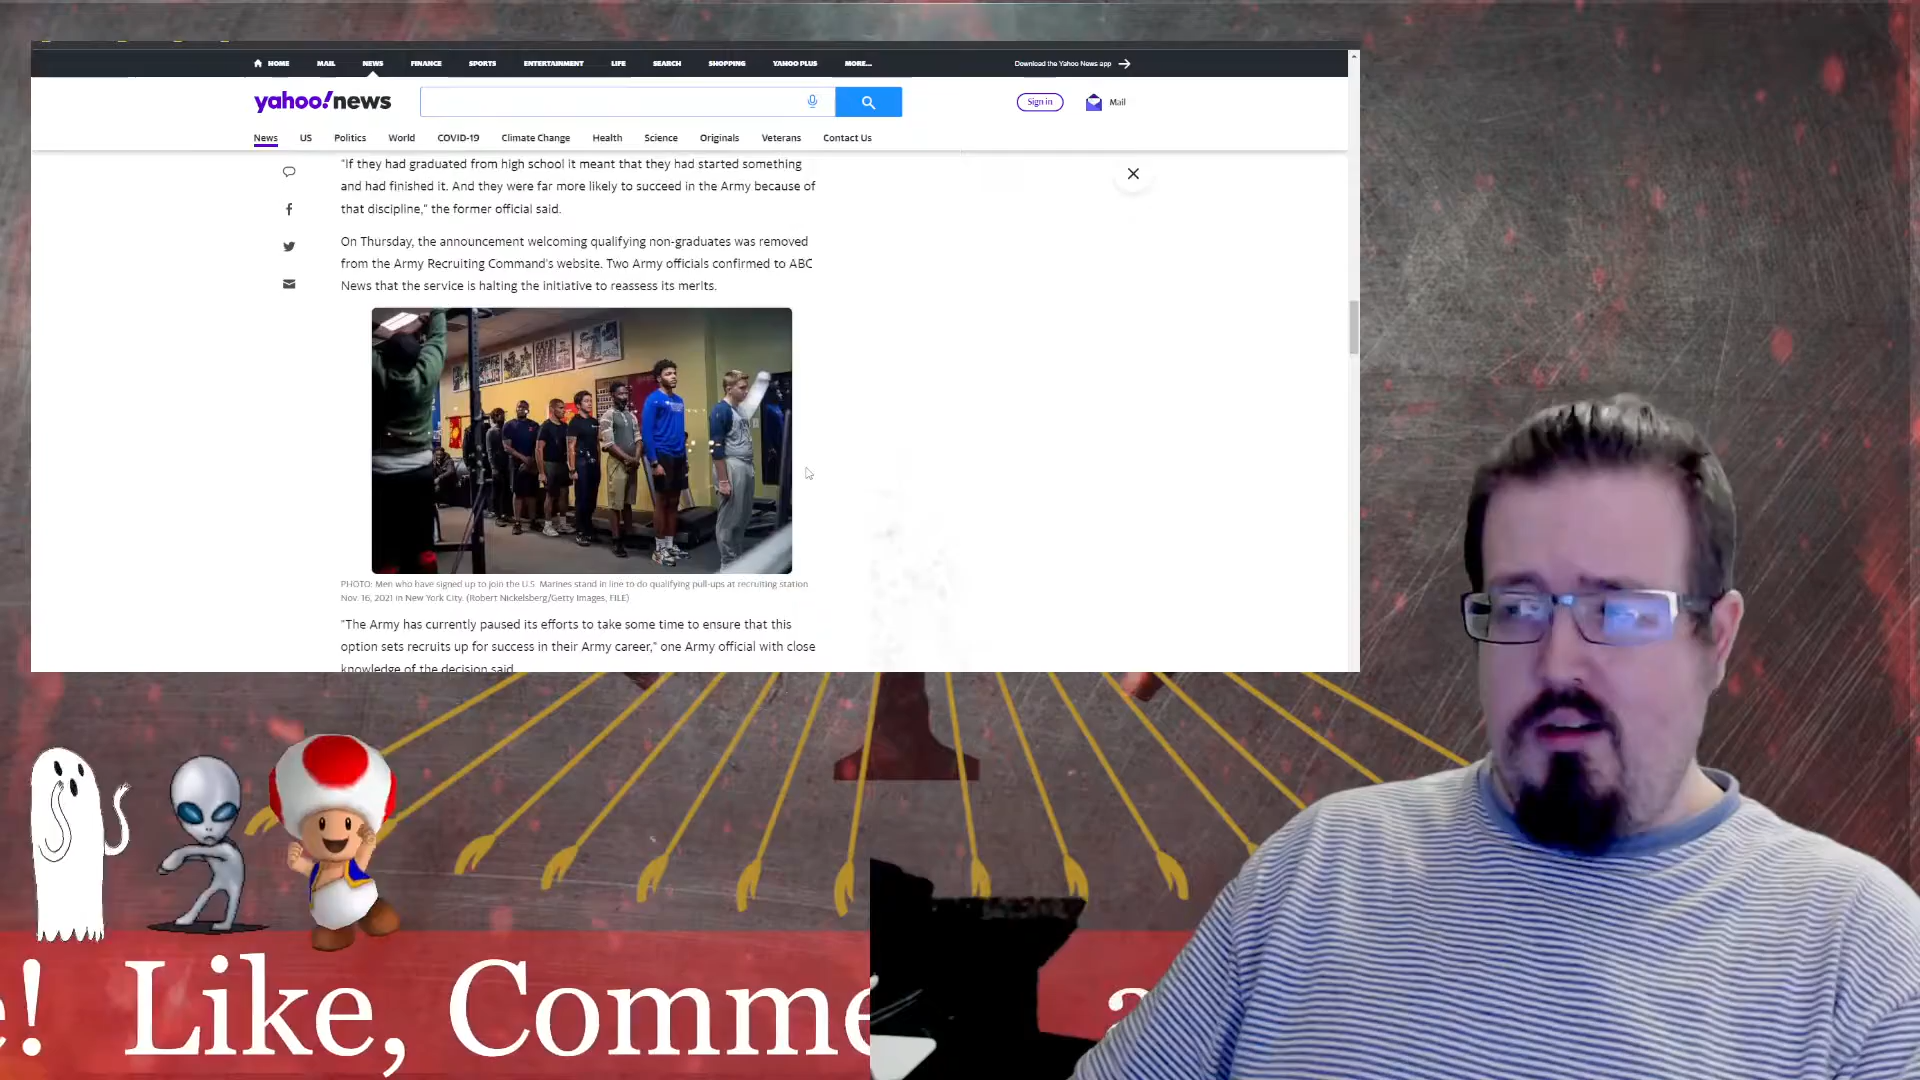 HOME MAIL NEWS FINANCE SPORTS ENTERTAINMENT LIFE SEARCH SHOPPING YAHOO PLUS MORE... Download the Yahoo News app
yahoo!news Sign in Mail
News US Politics World COVID-19 Climate Change Health Science Originals Veterans Contact Us
"If they had graduated from high school it meant that they had started something
and had finished it. And they were far more likely to succeed in the Army because of
that discipline," the former official said.
On Thursday, the announcement welcoming qualifying non-graduates was removed
from the Army Recruiting Command's website. Two Army officials confirmed to ABC
News that the service is halting the initiative to reassess its merits.
PHOTO: Men who have signed up to join the U.S. Marines stand in line to do qualifying pull-ups at recruiting station
Nov. 16, 2021 in New York City. (Robert Nickelsberg/Getty Images, FILE)
"The Army has currently paused its efforts to take some time to ensure that this
option sets recruits up for success in their Army career," one Army official with close
knowledge of the decision said.
e! Like, Comme a